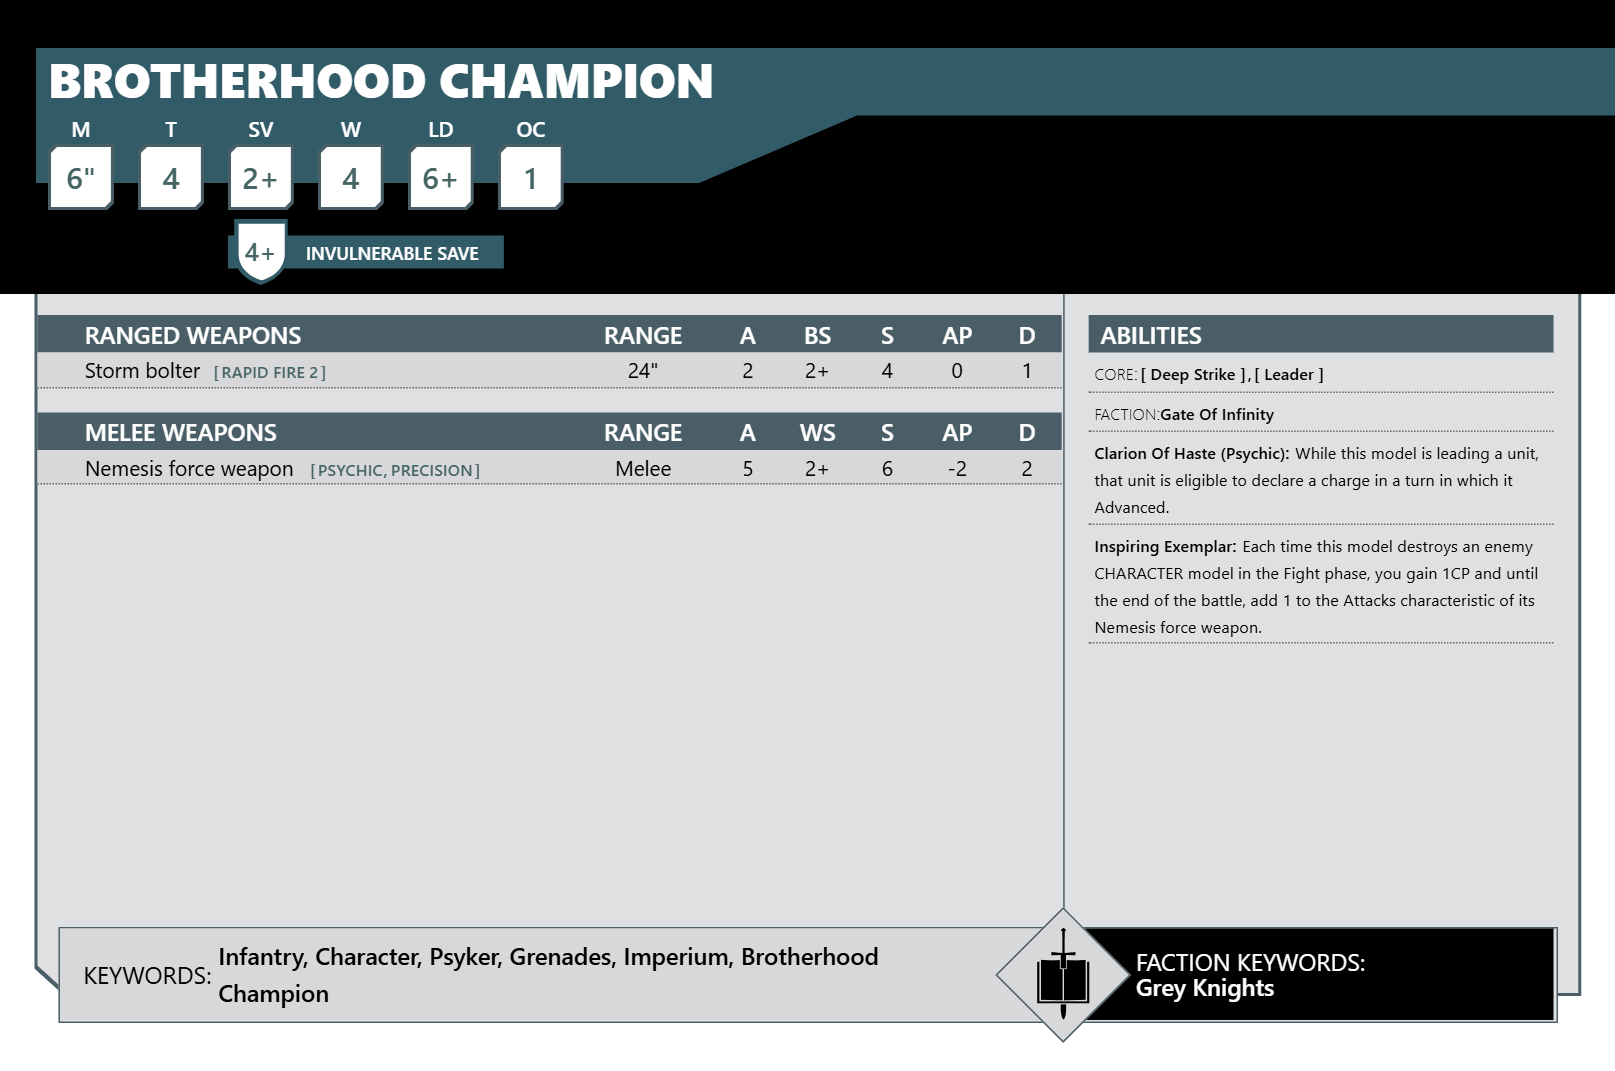 BROTHERHOOD CHAMPION
M T SV W LD OC
6" 4 2+ 4 6+ 1
4+ INVULNERABLE SAVE
RANGED WEAPONS RANGE A BS S AP D
Storm bolter [RAPID FIRE 2] 24" 2 2+ 4 0 1
MELEE WEAPONS RANGE A WS S AP D
Nemesis force weapon [PSYCHIC, PRECISION] Melee 5 2+ 6 -2 2
ABILITIES
CORE: [ Deep Strike ] , [ Leader ]
FACTION:Gate Of Infinity
Clarion Of Haste (Psychic): While this model is leading a unit,
that unit is eligible to declare a charge in a turn in which it
Advanced.
Inspiring Exemplar: Each time this model destroys an enemy
CHARACTER model in the Fight phase, you gain 1CP and until
the end of the battle, add 1 to the Attacks characteristic of its
Nemesis force weapon.
KEYWORDS: Infantry, Character, Psyker, Grenades, Imperium, Brotherhood
Champion
FACTION KEYWORDS:
Grey Knights